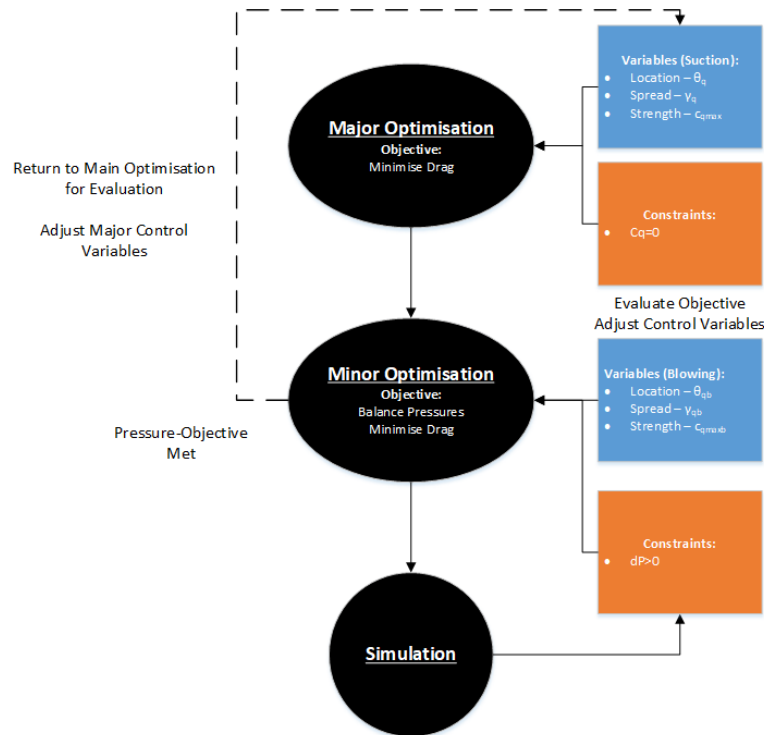 Variables (Suction):
• Location – θq
• Spread – γq
• Strength – cqmax
Major Optimisation
Objective:
Minimise Drag
Return to Main Optimisation
for Evaluation
Adjust Major Control
Variables
Constraints:
• Cq=0
Evaluate Objective
Adjust Control Variables
Minor Optimisation
Objective:
Balance Pressures
Minimise Drag
Variables (Blowing):
• Location – θqb
• Spread – γqb
• Strength – cqmaxb
Pressure-Objective
Met
Constraints:
• dP>0
Simulation